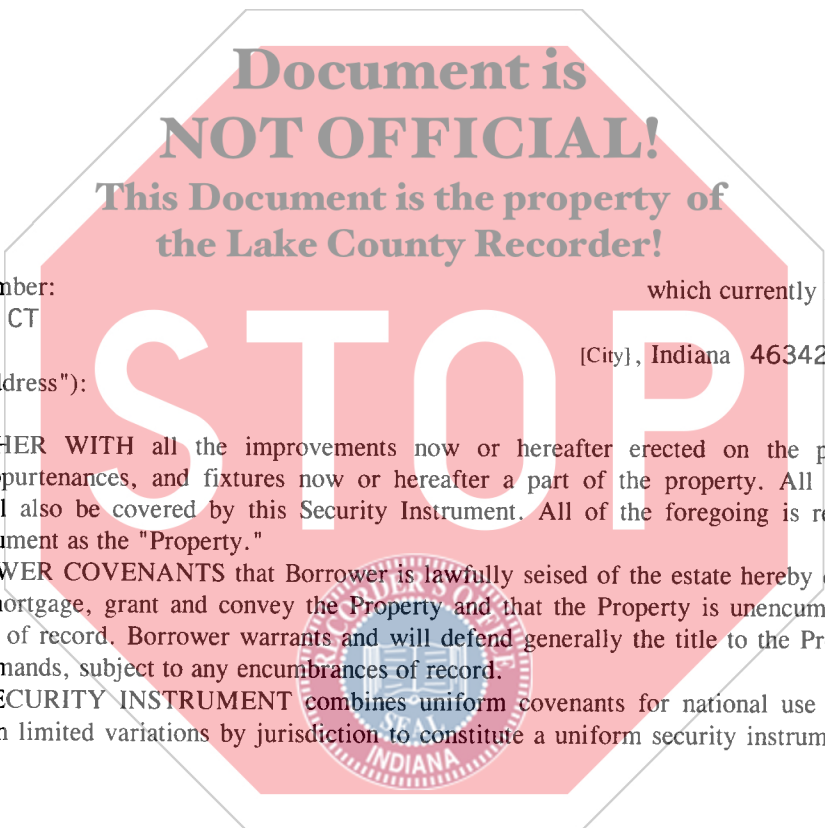 Document is
NOT OFFICIAL!
This Document is the property of
the Lake County Recorder!
mber: which currently
CT
[City], Indiana 46342
ddress"):
STOP
HER WITH all the improvements now or hereafter erected on the p
ppurtenances, and fixtures now or hereafter a part of the property. All
l also be covered by this Security Instrument. All of the foregoing is re
ument as the "Property."
WER COVENANTS that Borrower is lawfully seised of the estate hereby
ortgage, grant and convey the Property and that the Property is unencum
of record. Borrower warrants and will defend generally the title to the Pr
mands, subject to any encumbrances of record.
ECURITY INSTRUMENT combines uniform covenants for national use
n limited variations by jurisdiction to constitute a uniform security instrum
RECORDER'S OFFICE
SEAL
INDIANA